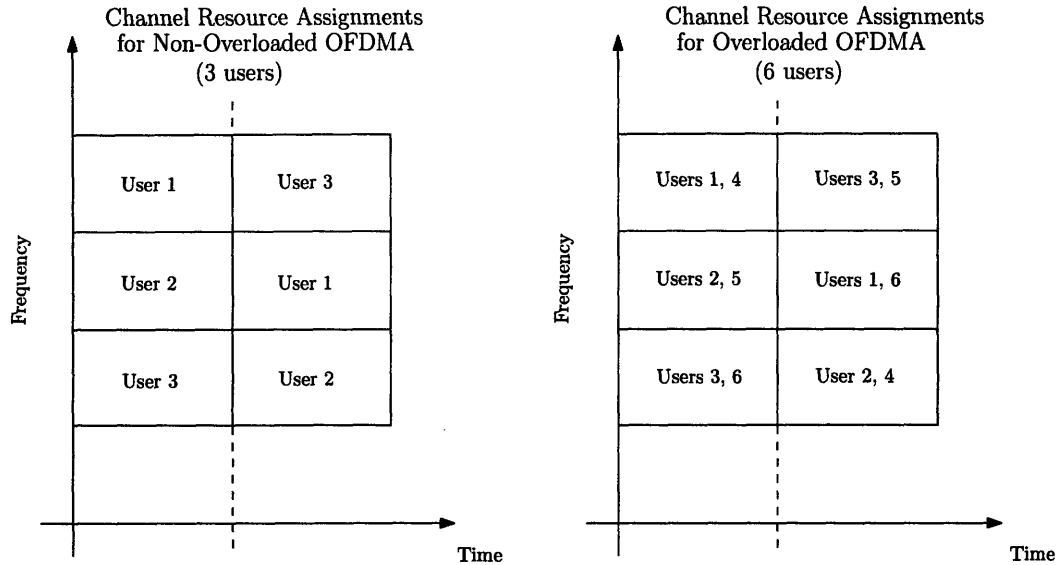 Channel Resource Assignments
for Non-Overloaded OFDMA
(3 users)
Frequency
User 1
User 3
User 2
User 1
User 3
User 2
Time
Channel Resource Assignments
for Overloaded OFDMA
(6 users)
Frequency
Users 1, 4
Users 3, 5
Users 2, 5
Users 1, 6
Users 3, 6
User 2, 4
Time